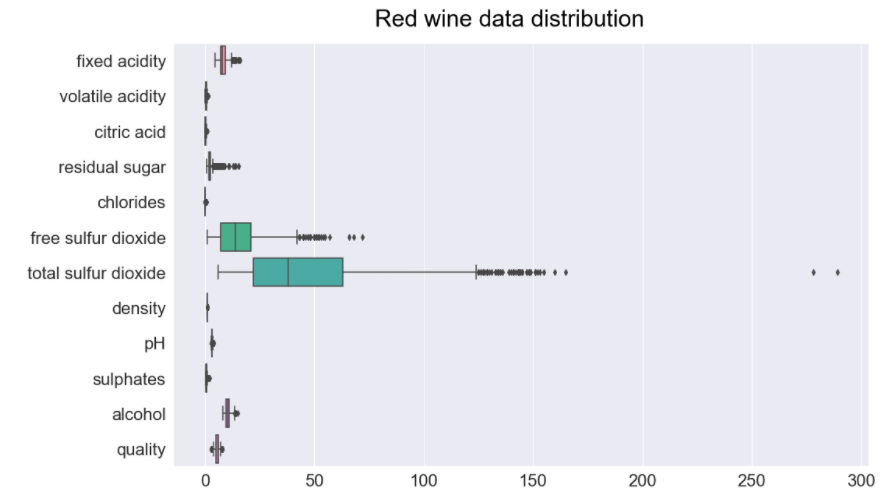 Red wine data distribution
fixed acidity
volatile acidity
citric acid
residual sugar
chlorides
free sulfur dioxide
total sulfur dioxide
density
pH
sulphates
alcohol
quality
0 50 100 150 200 250 300